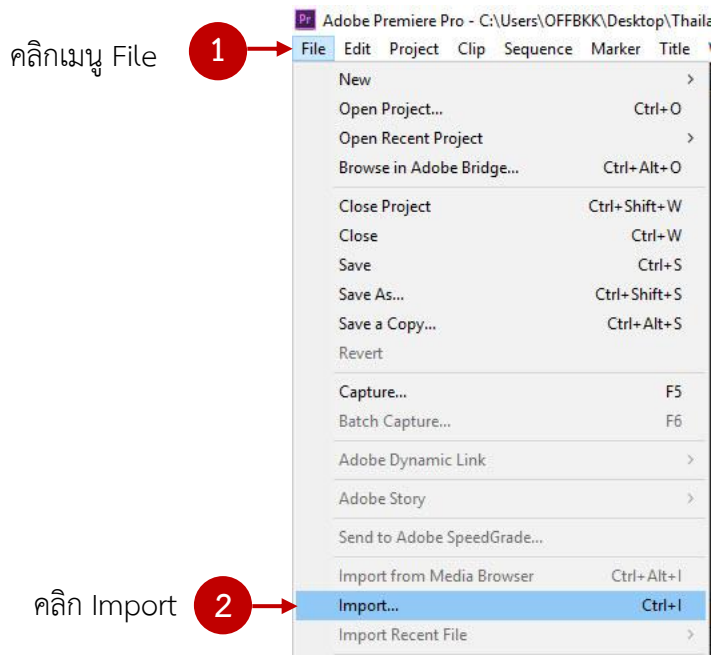 Pr Adobe Premiere Pro - C:\Users\OFFBKK\Desktop\Thaila
คลิกเมนู File 1 File Edit Project Clip Sequence Marker Title
New >
Open Project... Ctrl+O
Open Recent Project >
Browse in Adobe Bridge... Ctrl+Alt+O
Close Project Ctrl+Shift+W
Close Ctrl+W
Save Ctrl+S
Save As... Ctrl+Shift+S
Save a Copy... Ctrl+Alt+S
Revert
Capture... F5
Batch Capture... F6
Adobe Dynamic Link >
Adobe Story >
Send to Adobe SpeedGrade...
Import from Media Browser Ctrl+Alt+I
คลิก Import 2 Import... Ctrl+I
Import Recent File >